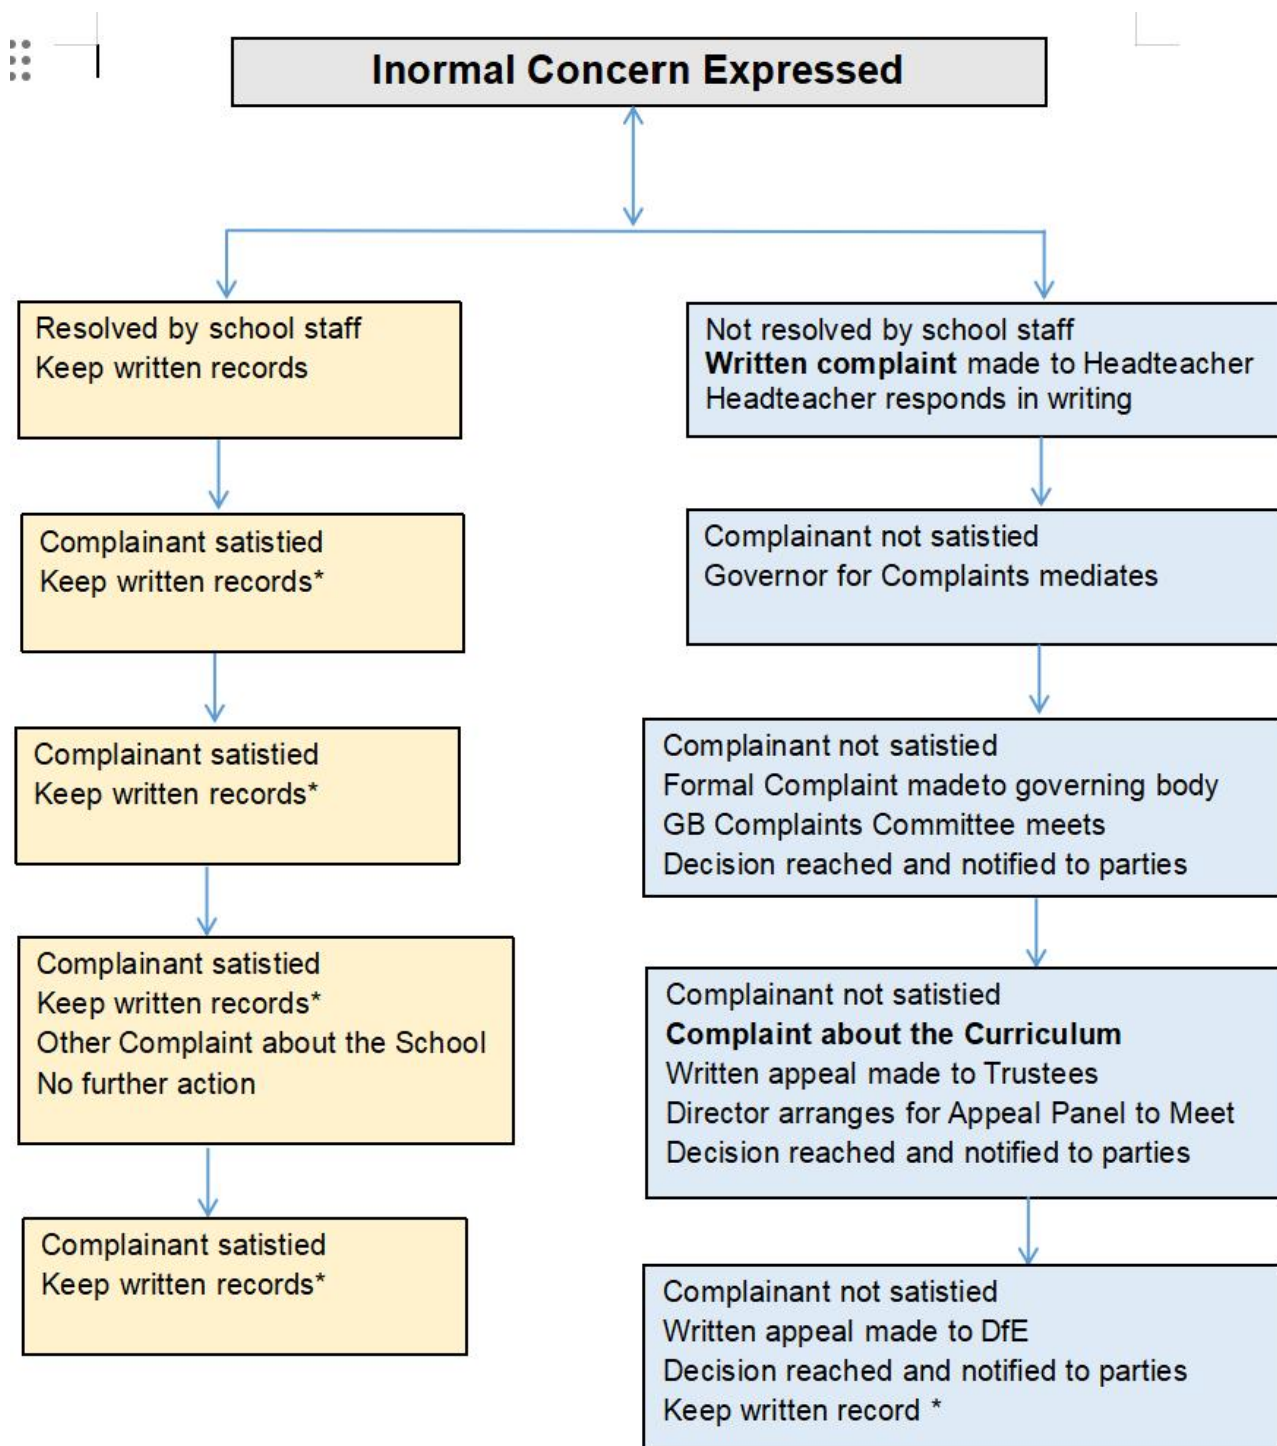 Inormal Concern Expressed
Resolved by school staff
Keep written records
Not resolved by school staff
Written complaint made to Headteacher
Headteacher responds in writing
Complainant satistied
Keep written records*
Complainant not satistied
Governor for Complaints mediates
Complainant satistied
Keep written records*
Complainant not satistied
Formal Complaint madeto governing body
GB Complaints Committee meets
Decision reached and notified to parties
Complainant satistied
Keep written records*
Other Complaint about the School
No further action
Complainant not satistied
Complaint about the Curriculum
Written appeal made to Trustees
Director arranges for Appeal Panel to Meet
Decision reached and notified to parties
Complainant satistied
Keep written records*
Complainant not satistied
Written appeal made to DfE
Decision reached and notified to parties
Keep written record *